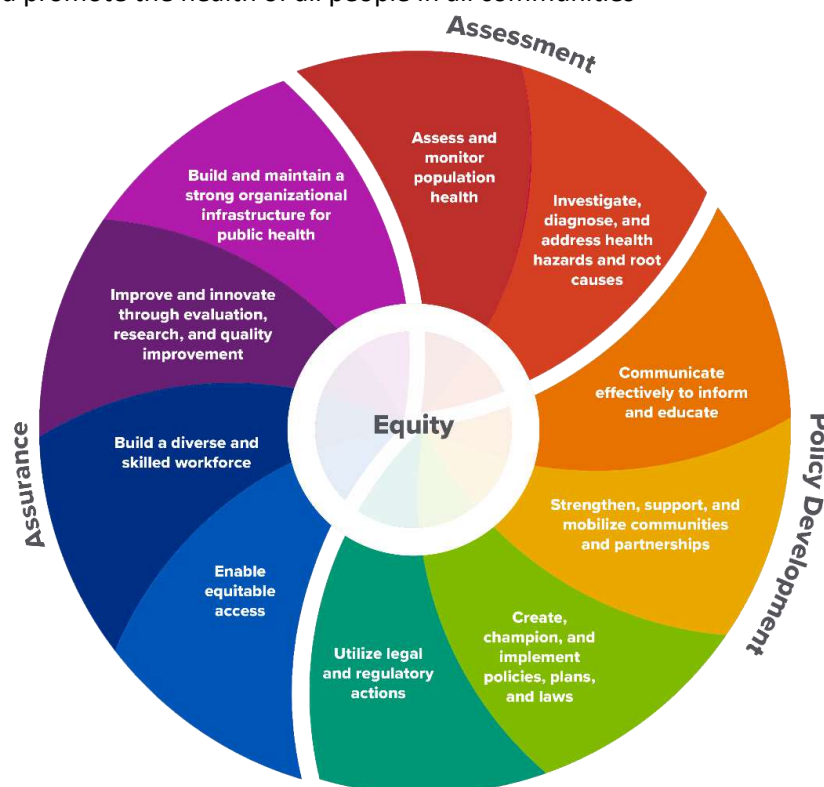 d promote the health of all people in all communities
Assessment
Assess and
monitor
population
health
Investigate,
diagnose, and
address health
hazards and root
causes
Policy Development
Communicate
effectively to inform
and educate
Strengthen, support, and
mobilize communities
and partnerships
Create,
champion, and
implement
policies, plans,
and laws
Utilize legal
and regulatory
actions
Assurance
Enable
equitable
access
Build a diverse and
skilled workforce
Improve and innovate
through evaluation,
research, and quality
improvement
Build and maintain a
strong organizational
infrastructure for
public health
Equity